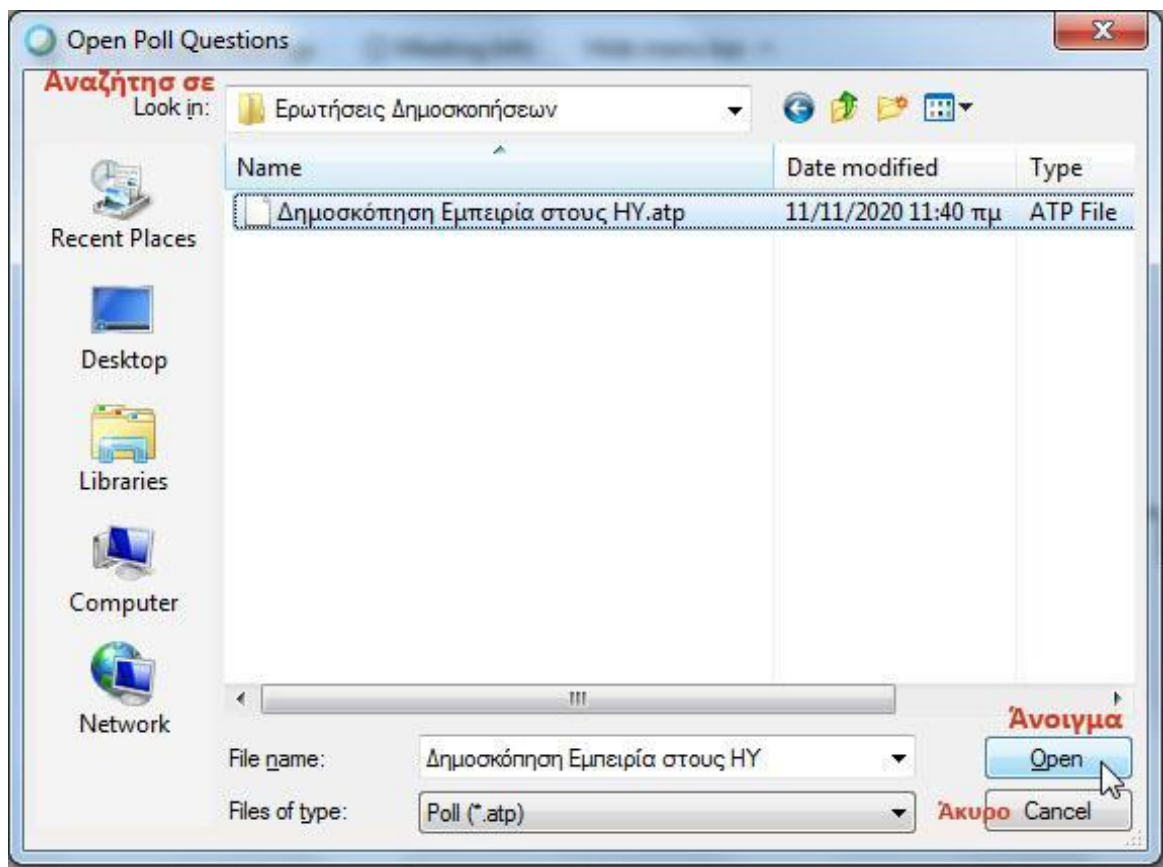 Open Poll Questions
Αναζήτησ σε
Look in: Ερωτήσεις Δημοσκοπήσεων
Name Date modified Type
Δημοσκόπηση Εμπειρία στους ΗΥ.atp 11/11/2020 11:40 πμ ATP File
Recent Places
Desktop
Libraries
Computer
Network
Άνοιγμα
File name: Δημοσκόπηση Εμπειρία στους ΗΥ Open
Files of type: Poll (*.atp) Άκυρο Cancel